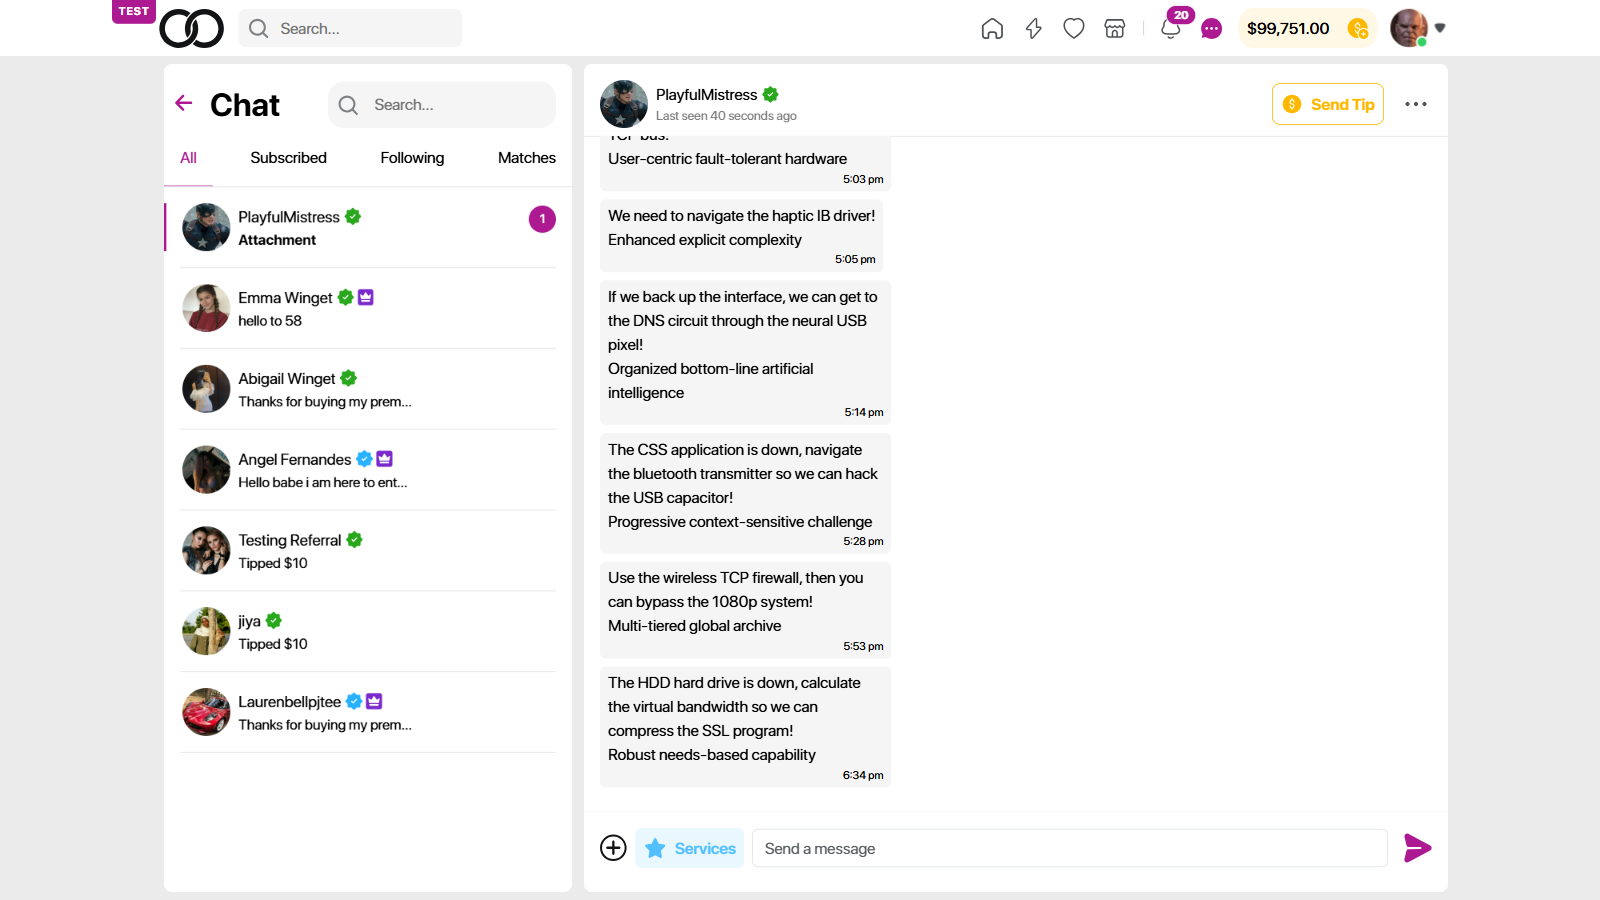 TEST
Search...
20
$99,751.00
Chat
Search...
All
Subscribed
Following
Matches
PlayfulMistress
Attachment
1
Emma Winget
hello to 58
Abigail Winget
Thanks for buying my prem...
Angel Fernandes
Hello babe i am here to ent...
Testing Referral
Tipped $10
jiya
Tipped $10
Laurenbellpjtee
Thanks for buying my prem...
PlayfulMistress
Last seen 40 seconds ago
Send Tip
TCP bus!
User-centric fault-tolerant hardware
5:03 pm
We need to navigate the haptic IB driver!
Enhanced explicit complexity
5:05 pm
If we back up the interface, we can get to
the DNS circuit through the neural USB
pixel!
Organized bottom-line artificial
intelligence
5:14 pm
The CSS application is down, navigate
the bluetooth transmitter so we can hack
the USB capacitor!
Progressive context-sensitive challenge
5:28 pm
Use the wireless TCP firewall, then you
can bypass the 1080p system!
Multi-tiered global archive
5:53 pm
The HDD hard drive is down, calculate
the virtual bandwidth so we can
compress the SSL program!
Robust needs-based capability
6:34 pm
Services
Send a message